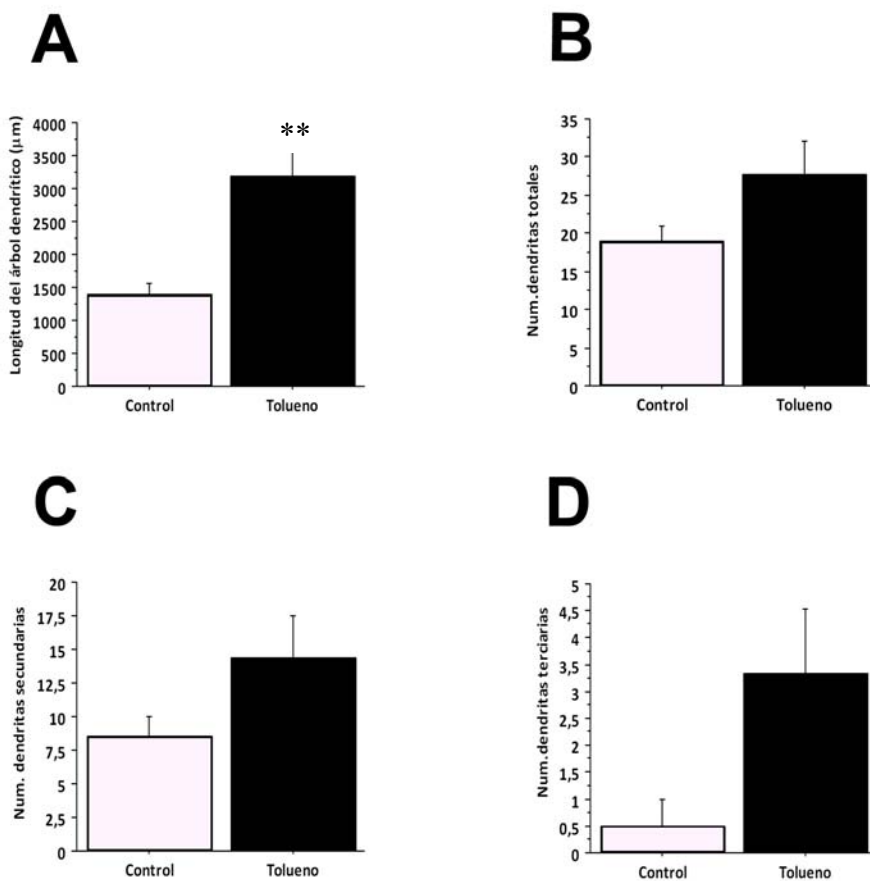 A
Longitud del árbol dendrítico (µm)
4000
3500
3000
2500
2000
1500
1000
500
0
**
Control
Tolueno
B
Num.dendritas totales
35
30
25
20
15
10
5
0
Control
Tolueno
C
Num. dendritas secundarias
20
17,5
15
12,5
10
7,5
5
2,5
0
Control
Tolueno
D
Num.dendritas terciarias
5
4,5
4
3,5
3
2,5
2
1,5
1
0,5
0
Control
Tolueno